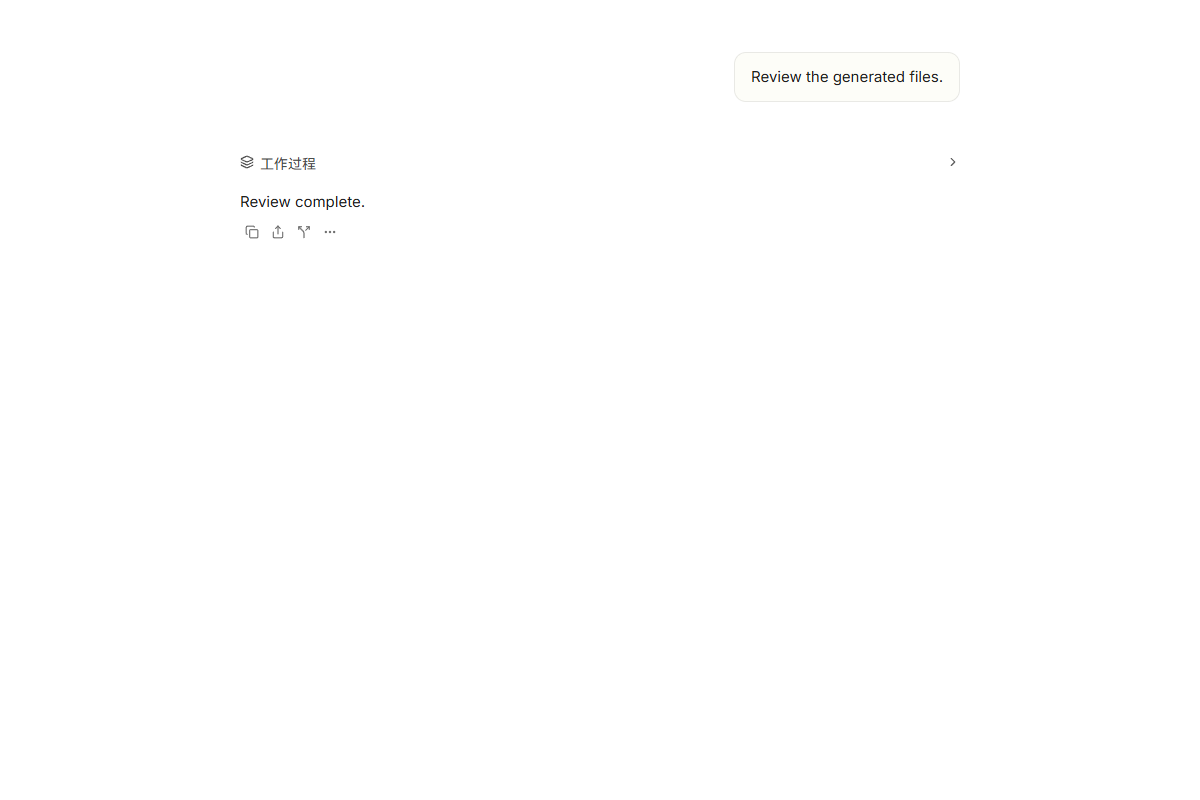 Review the generated files.
工作过程
Review complete.